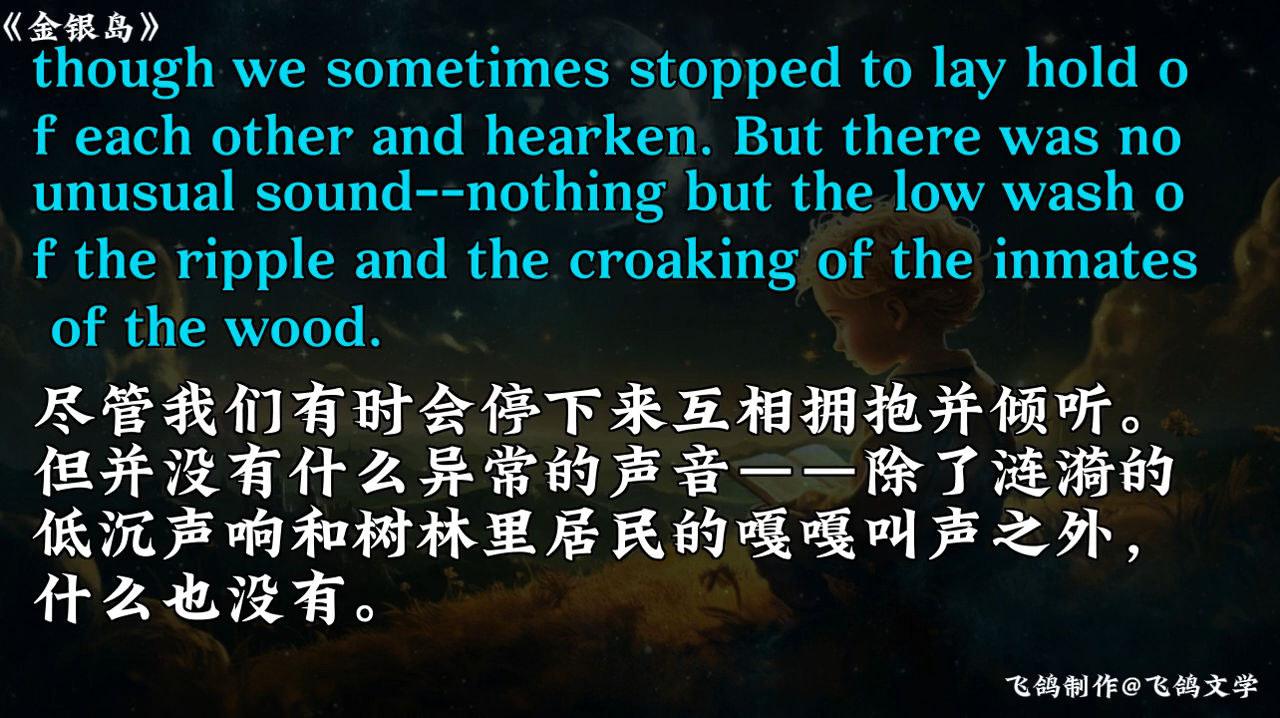 《金银岛》
though we sometimes stopped to lay hold o
f each other and hearken. But there was no
unusual sound--nothing but the low wash o
f the ripple and the croaking of the inmates
of the wood.
尽管我们有时会停下来互相拥抱并倾听。
但并没有什么异常的声音——除了涟漪的
低沉声响和树林里居民的嘎嘎叫声之外，
什么也没有。
飞鸽制作@飞鸽文学